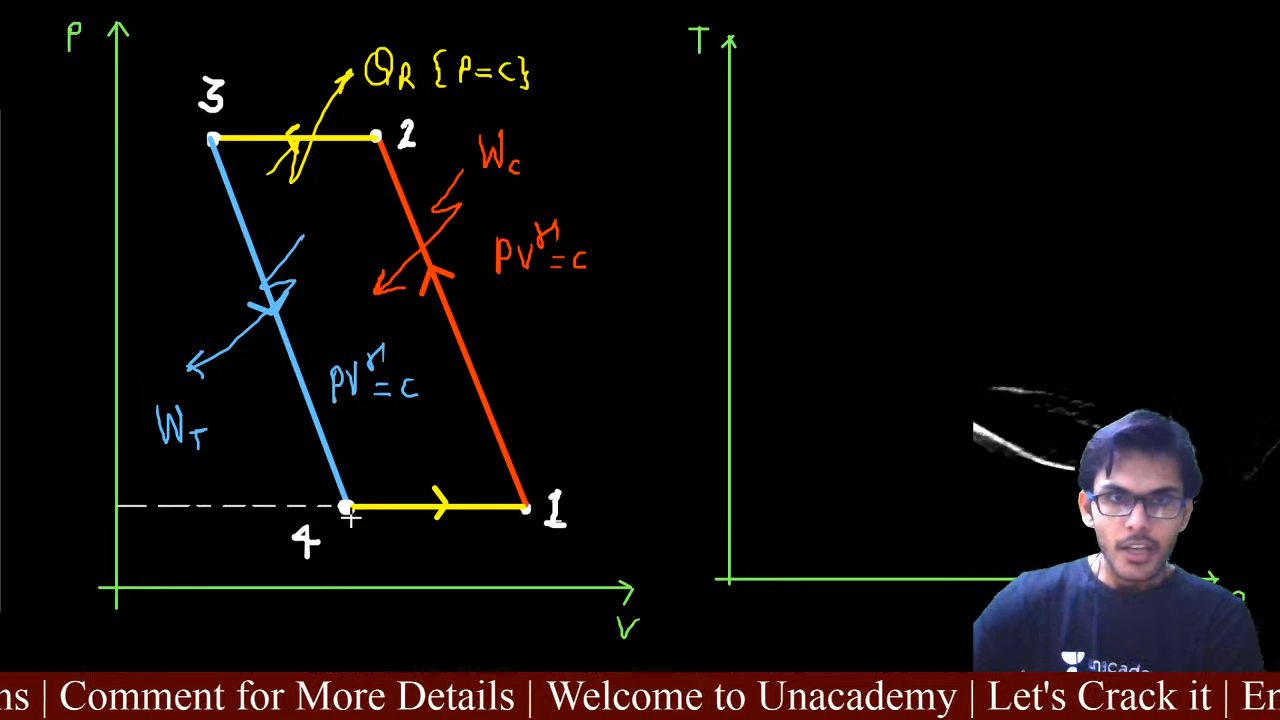 P
3
Q_R {P=C}
2
W_C
PV^γ=C
PV^γ=C
W_T
4
1
V
T
unacade
ns | Comment for More Details | Welcome to Unacademy | Let's Crack it | En